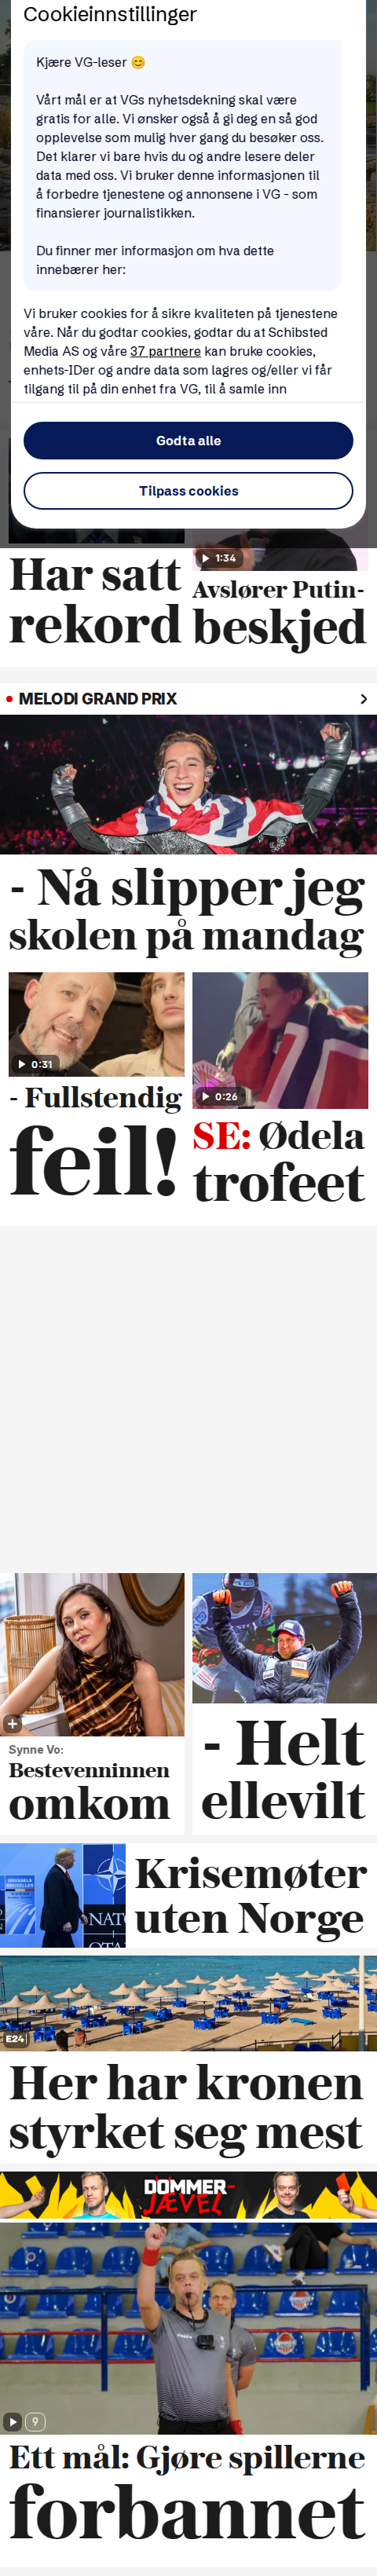 Cookieinnstillinger
Kjære VG-leser 😊
Vårt mål er at VGs nyhetsdekning skal være
gratis for alle. Vi ønsker også å gi deg en så god
opplevelse som mulig hver gang du besøker oss.
Det klarer vi bare hvis du og andre lesere deler
data med oss. Vi bruker denne informasjonen til
å forbedre tjenestene og annonsene i VG - som
finansierer journalistikken.
Du finner mer informasjon om hva dette
innebærer her:
Vi bruker cookies for å sikre kvaliteten på tjenestene
våre. Når du godtar cookies, godtar du at Schibsted
Media AS og våre 37 partnere kan bruke cookies,
enhets-IDer og andre data som lagres og/eller vi får
tilgang til på din enhet fra VG, til å samle inn
Godta alle
Tilpass cookies
Har satt
rekord
1:34
Avslører Putin-
beskjed
MELODI GRAND PRIX
- Nå slipper jeg
skolen på mandag
0:31
- Fullstendig
feil!
0:26
SE: Ødela
trofeet
Synne Vo:
Bestevenninnen
omkom
- Helt
ellevilt
NATO
OTAN
Krisemøter
uten Norge
E24
Her har kronen
styrket seg mest
DOMMER-
JÆVEL
9
Ett mål: Gjøre spillerne
forbannet